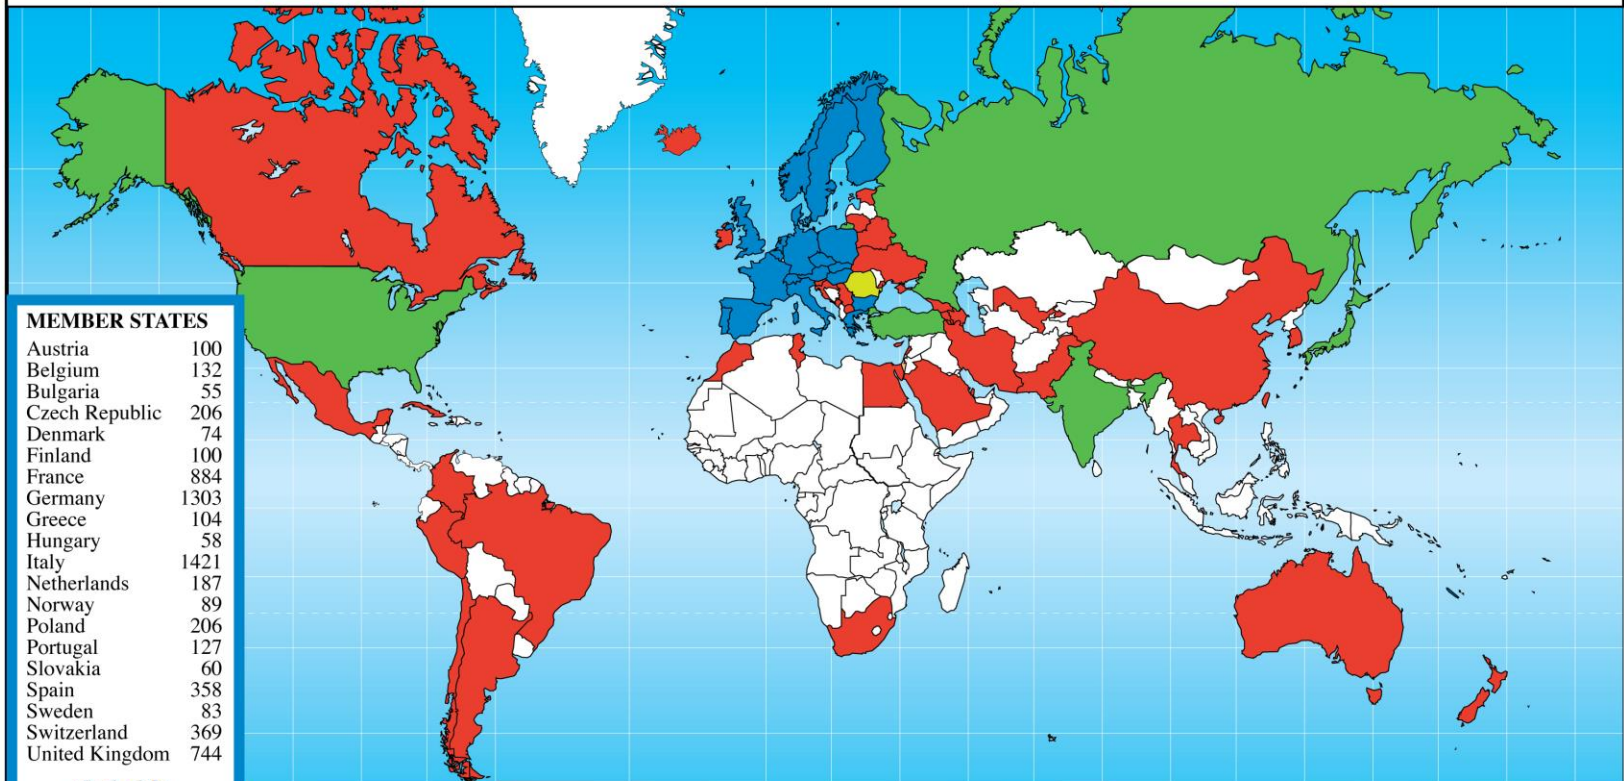 MEMBER STATES
Austria 100
Belgium 132
Bulgaria 55
Czech Republic 206
Denmark 74
Finland 100
France 884
Germany 1303
Greece 104
Hungary 58
Italy 1421
Netherlands 187
Norway 89
Poland 206
Portugal 127
Slovakia 60
Spain 358
Sweden 83
Switzerland 369
United Kingdom 744